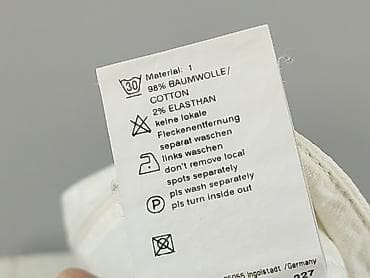 Material: 1
30
98% BAUMWOLLE/
COTTON
2% ELASTHAN
keine lokale
Fleckenentfernung
separat waschen
links waschen
don't remove local
spots separately
pls wash separately
P
pls turn inside out
Ingolstadt /Germany